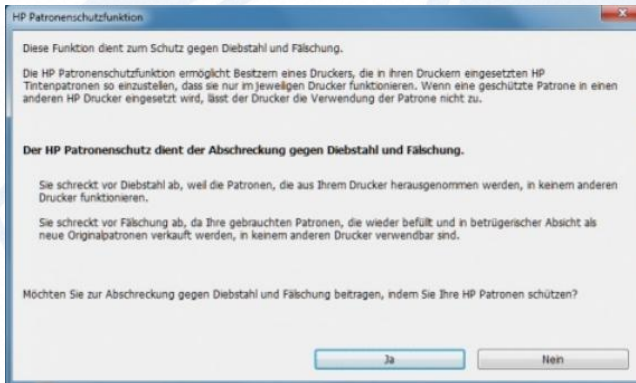 HP Patronenschutzfunktion
Diese Funktion dient zum Schutz gegen Diebstahl und Fälschung.
Die HP Patronenschutzfunktion ermöglicht Besitzern eines Druckers, die in ihren Druckern eingesetzten HP
Tintenpatronen so einzustellen, dass sie nur im jeweiligen Drucker funktionieren. Wenn eine geschützte Patrone in einen
anderen HP Drucker eingesetzt wird, lässt der Drucker die Verwendung der Patrone nicht zu.
Der HP Patronenschutz dient der Abschreckung gegen Diebstahl und Fälschung.
Sie schreckt vor Diebstahl ab, weil die Patronen, die aus Ihrem Drucker herausgenommen werden, in keinem anderen
Drucker funktionieren.
Sie schreckt vor Fälschung ab, da Ihre gebrauchten Patronen, die wieder befüllt und in betrügerischer Absicht als
neue Originalpatronen verkauft werden, in keinem anderen Drucker verwendbar sind.
Möchten Sie zur Abschreckung gegen Diebstahl und Fälschung beitragen, indem Sie Ihre HP Patronen schützen?
Ja
Nein